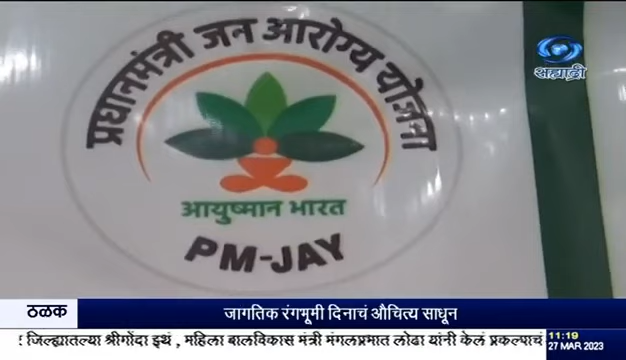 प्रधानमंत्री जन आरोग्य योजना
आयुष्मान भारत
PM-JAY
सह्याद्री
ठळक
जागतिक रंगभूमी दिनाचं औचित्य साधून
जिल्ह्यातल्या श्रीगोंदा इथं , महिला बालविकास मंत्री मंगलप्रभात लोढा यांनी केलं प्रकल्पाचं
11:19
27 MAR 2023